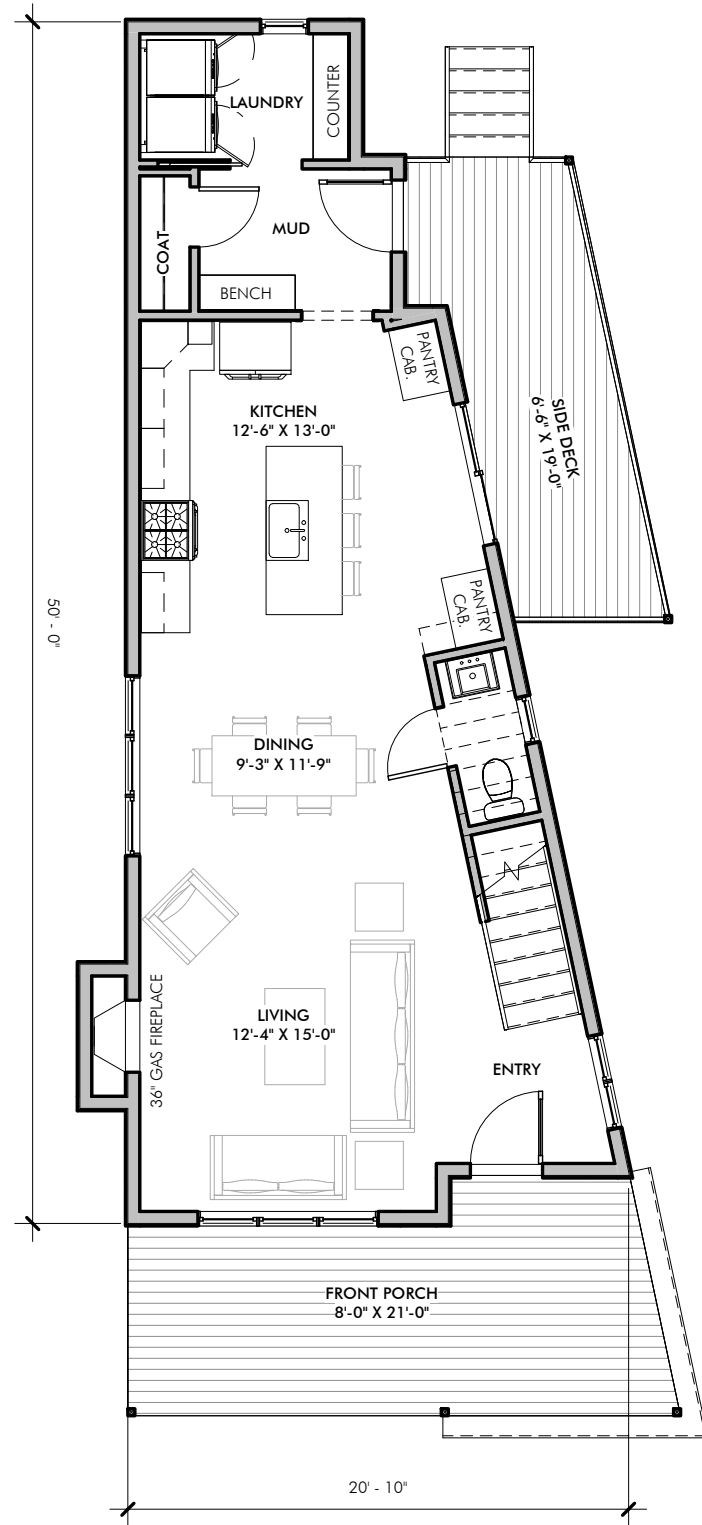 LAUNDRY
COUNTER
COAT
MUD
BENCH
PANTRY
CAB.
KITCHEN
12'-6" X 13'-0"
SIDE DECK
6'-6" X 19'-0"
PANTRY
CAB.
50' - 0"
DINING
9'-3" X 11'-9"
36" GAS FIREPLACE
LIVING
12'-4" X 15'-0"
ENTRY
FRONT PORCH
8'-0" X 21'-0"
20' - 10"